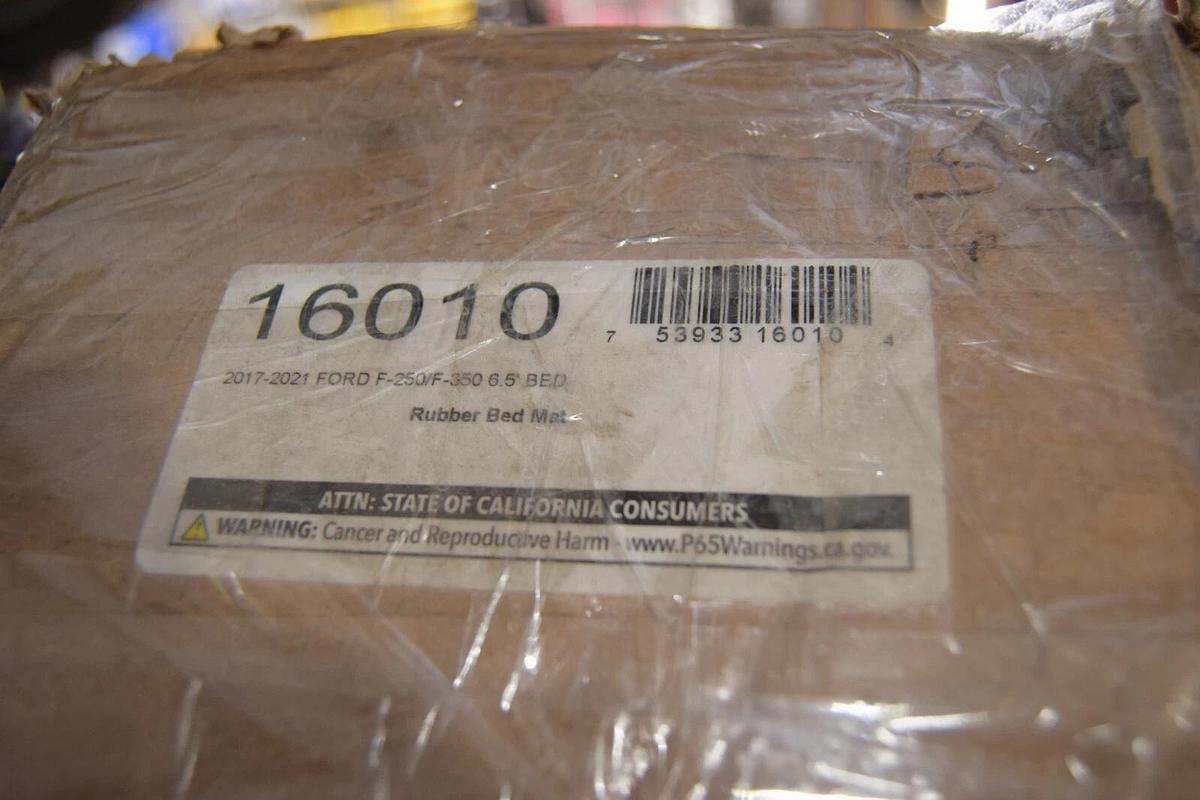 16010
7 53933 16010 4
2017-2021 FORD F-250/F-350 6.5' BED
Rubber Bed Mat
ATTN: STATE OF CALIFORNIA CONSUMERS
WARNING: Cancer and Reproductive Harm - www.P65Warnings.ca.gov.